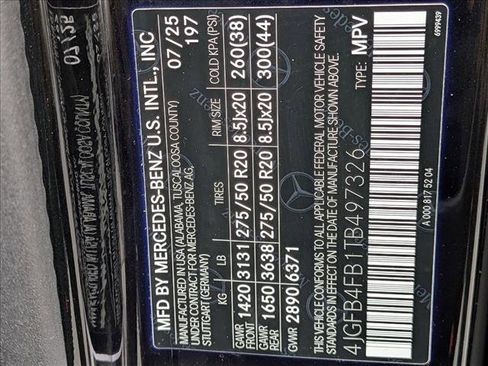 MFD BY MERCEDES-BENZ U.S. INTL., INC
MANUFACTURED IN USA (ALABAMA, TUSCALOOSA COUNTY) 07/25
UNDER CONTRACT FOR MERCEDES-BENZ AG, 197
STUTTGART (GERMANY)
KG LB TIRES RIM SIZE COLD KPA(PSI)
GAWR FRONT 1420 3131 275/50 R20 8.5Jx20 260(38)
GAWR REAR 1650 3638 275/50 R20 8.5Jx20 300(44)
GVWR 2890 6371
THIS VEHICLE CONFORMS TO ALL APPLICABLE FEDERAL MOTOR VEHICLE SAFETY
STANDARDS IN EFFECT ON THE DATE OF MANUFACTURE SHOWN ABOVE.
4JGFB4FB1TB497326 TYPE: MPV
A 000 817 52 04
6999439